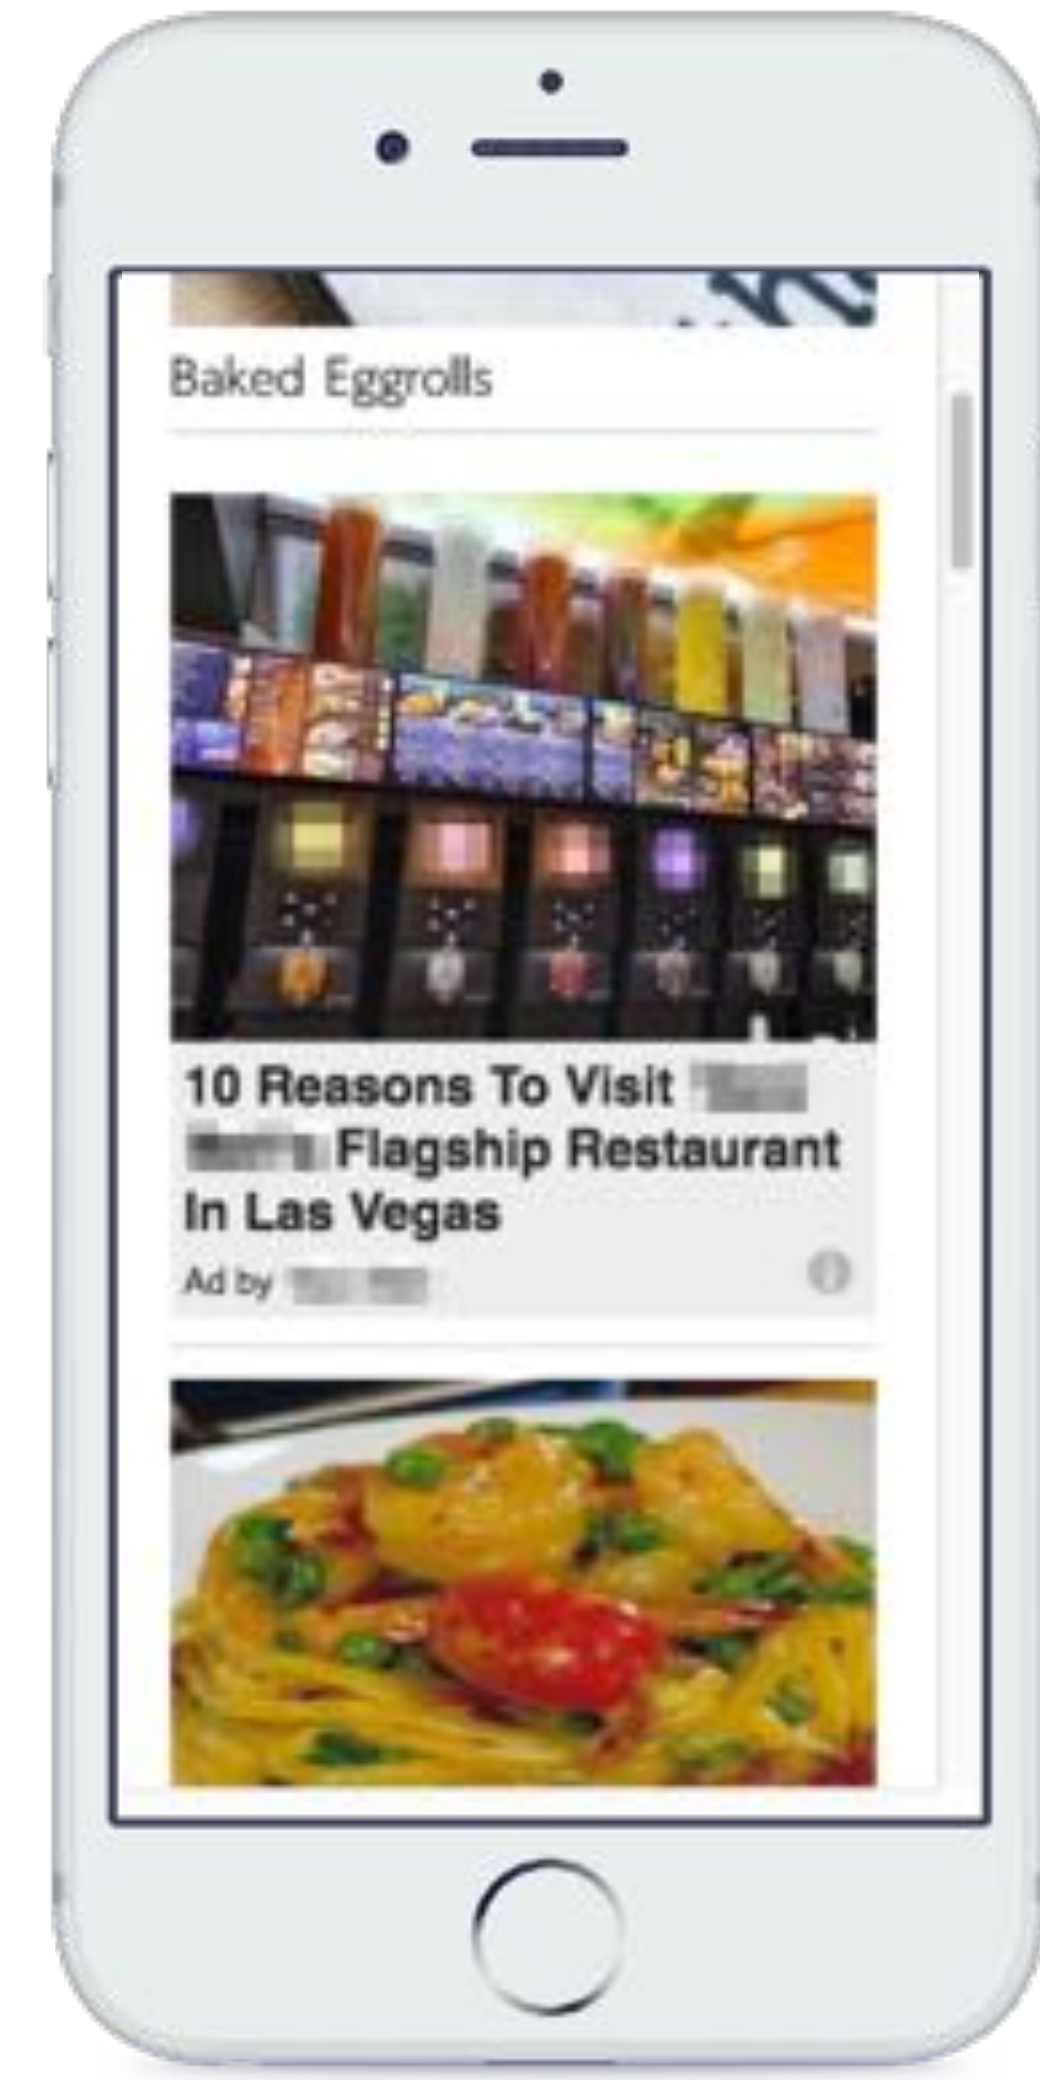 Baked Eggrolls
10 Reasons To Visit
Flagship Restaurant
In Las Vegas
Ad by